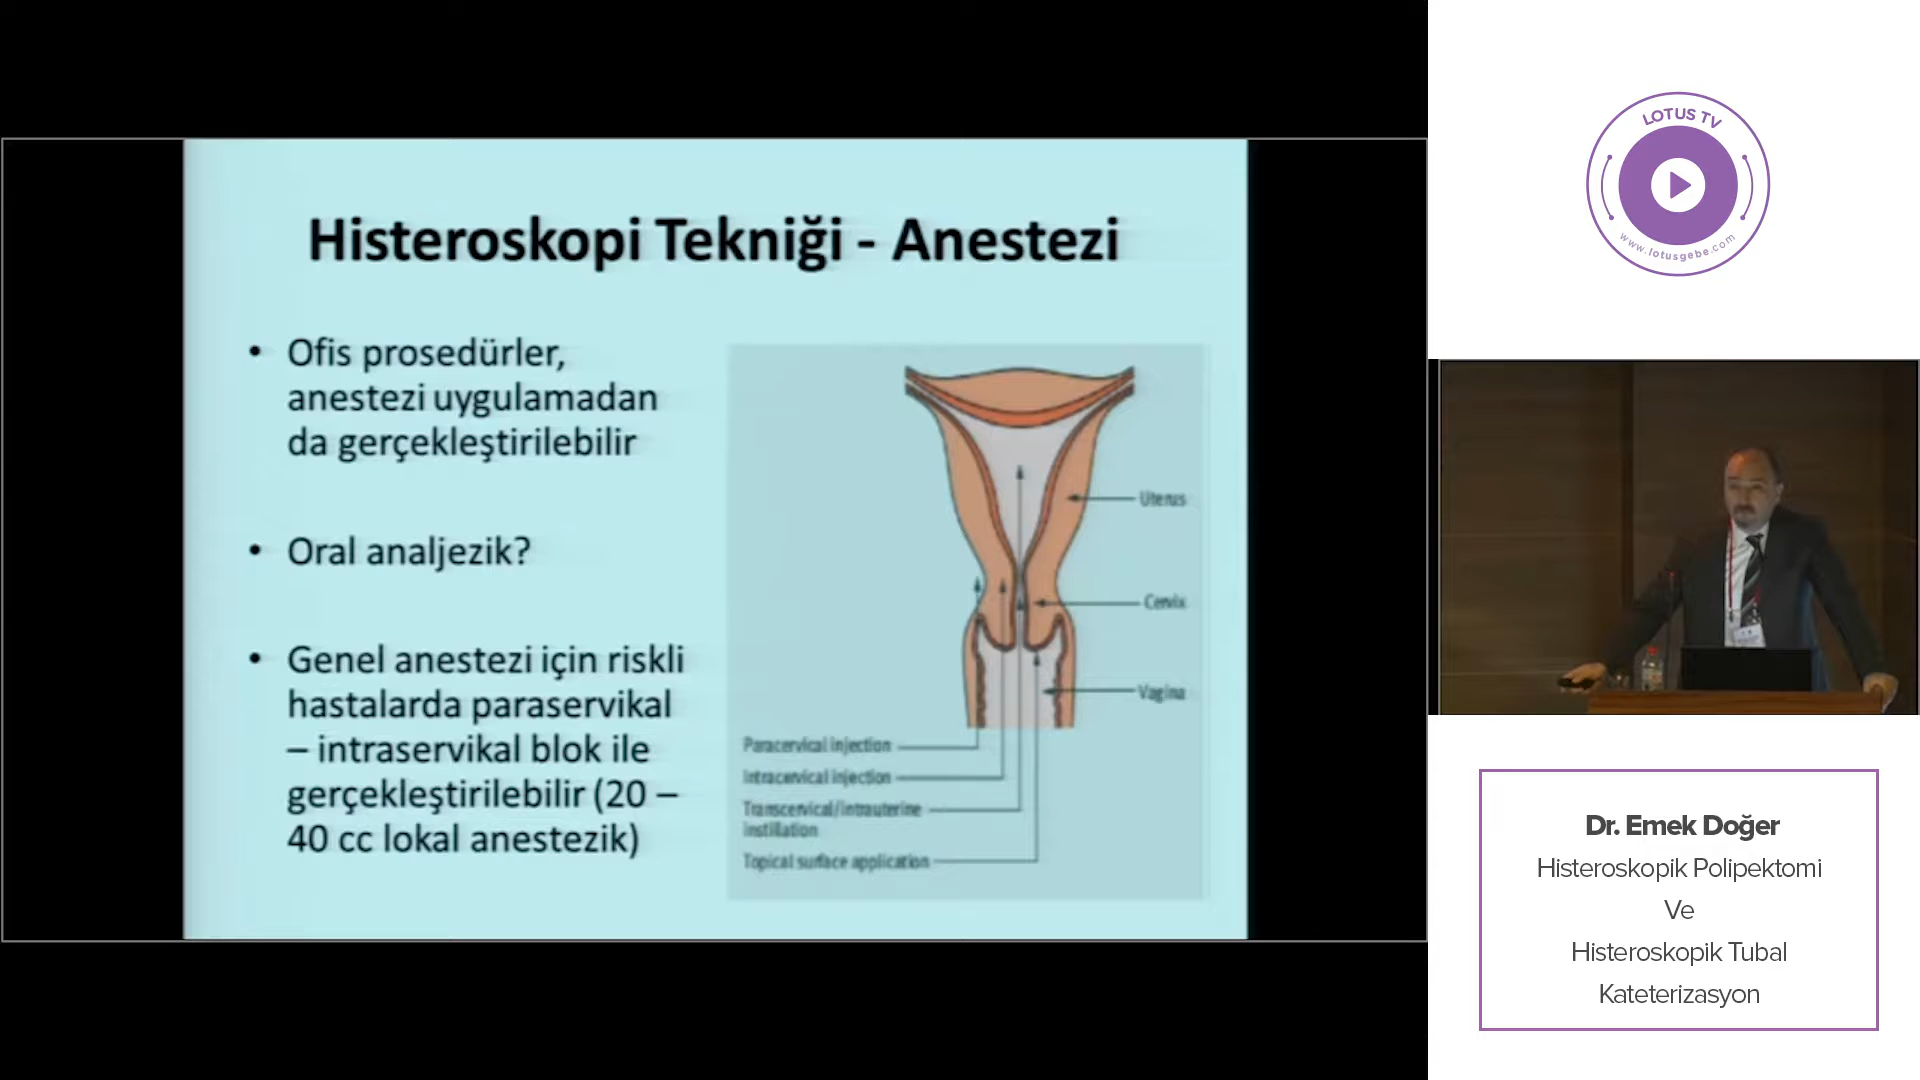 Histeroskopi Tekniği - Anestezi
• Ofis prosedürler,
anestezi uygulamadan
da gerçekleştirilebilir
• Oral analjezik?
• Genel anestezi için riskli
hastalarda paraservikal
– intraservikal blok ile
gerçekleştirilebilir (20 –
40 cc lokal anestezik)
Uterus
Cervix
Vagina
Paracervical injection
Intracervical injection
Transcervical/intrauterine
instillation
Topical surface application
LOTUS TV
www.lotusgebe.com
Dr. Emek Doğer
Histeroskopik Polipektomi
Ve
Histeroskopik Tubal
Kateterizasyon